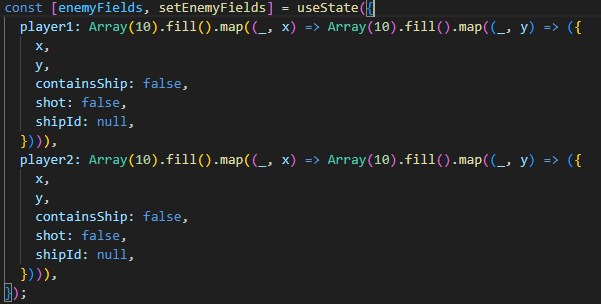 const [enemyFields, setEnemyFields] = useState({
  player1: Array(10).fill().map((_, x) => Array(10).fill().map((_, y) => ({
    x,
    y,
    containsShip: false,
    shot: false,
    shipId: null,
  }))),
  player2: Array(10).fill().map((_, x) => Array(10).fill().map((_, y) => ({
    x,
    y,
    containsShip: false,
    shot: false,
    shipId: null,
  }))),
});